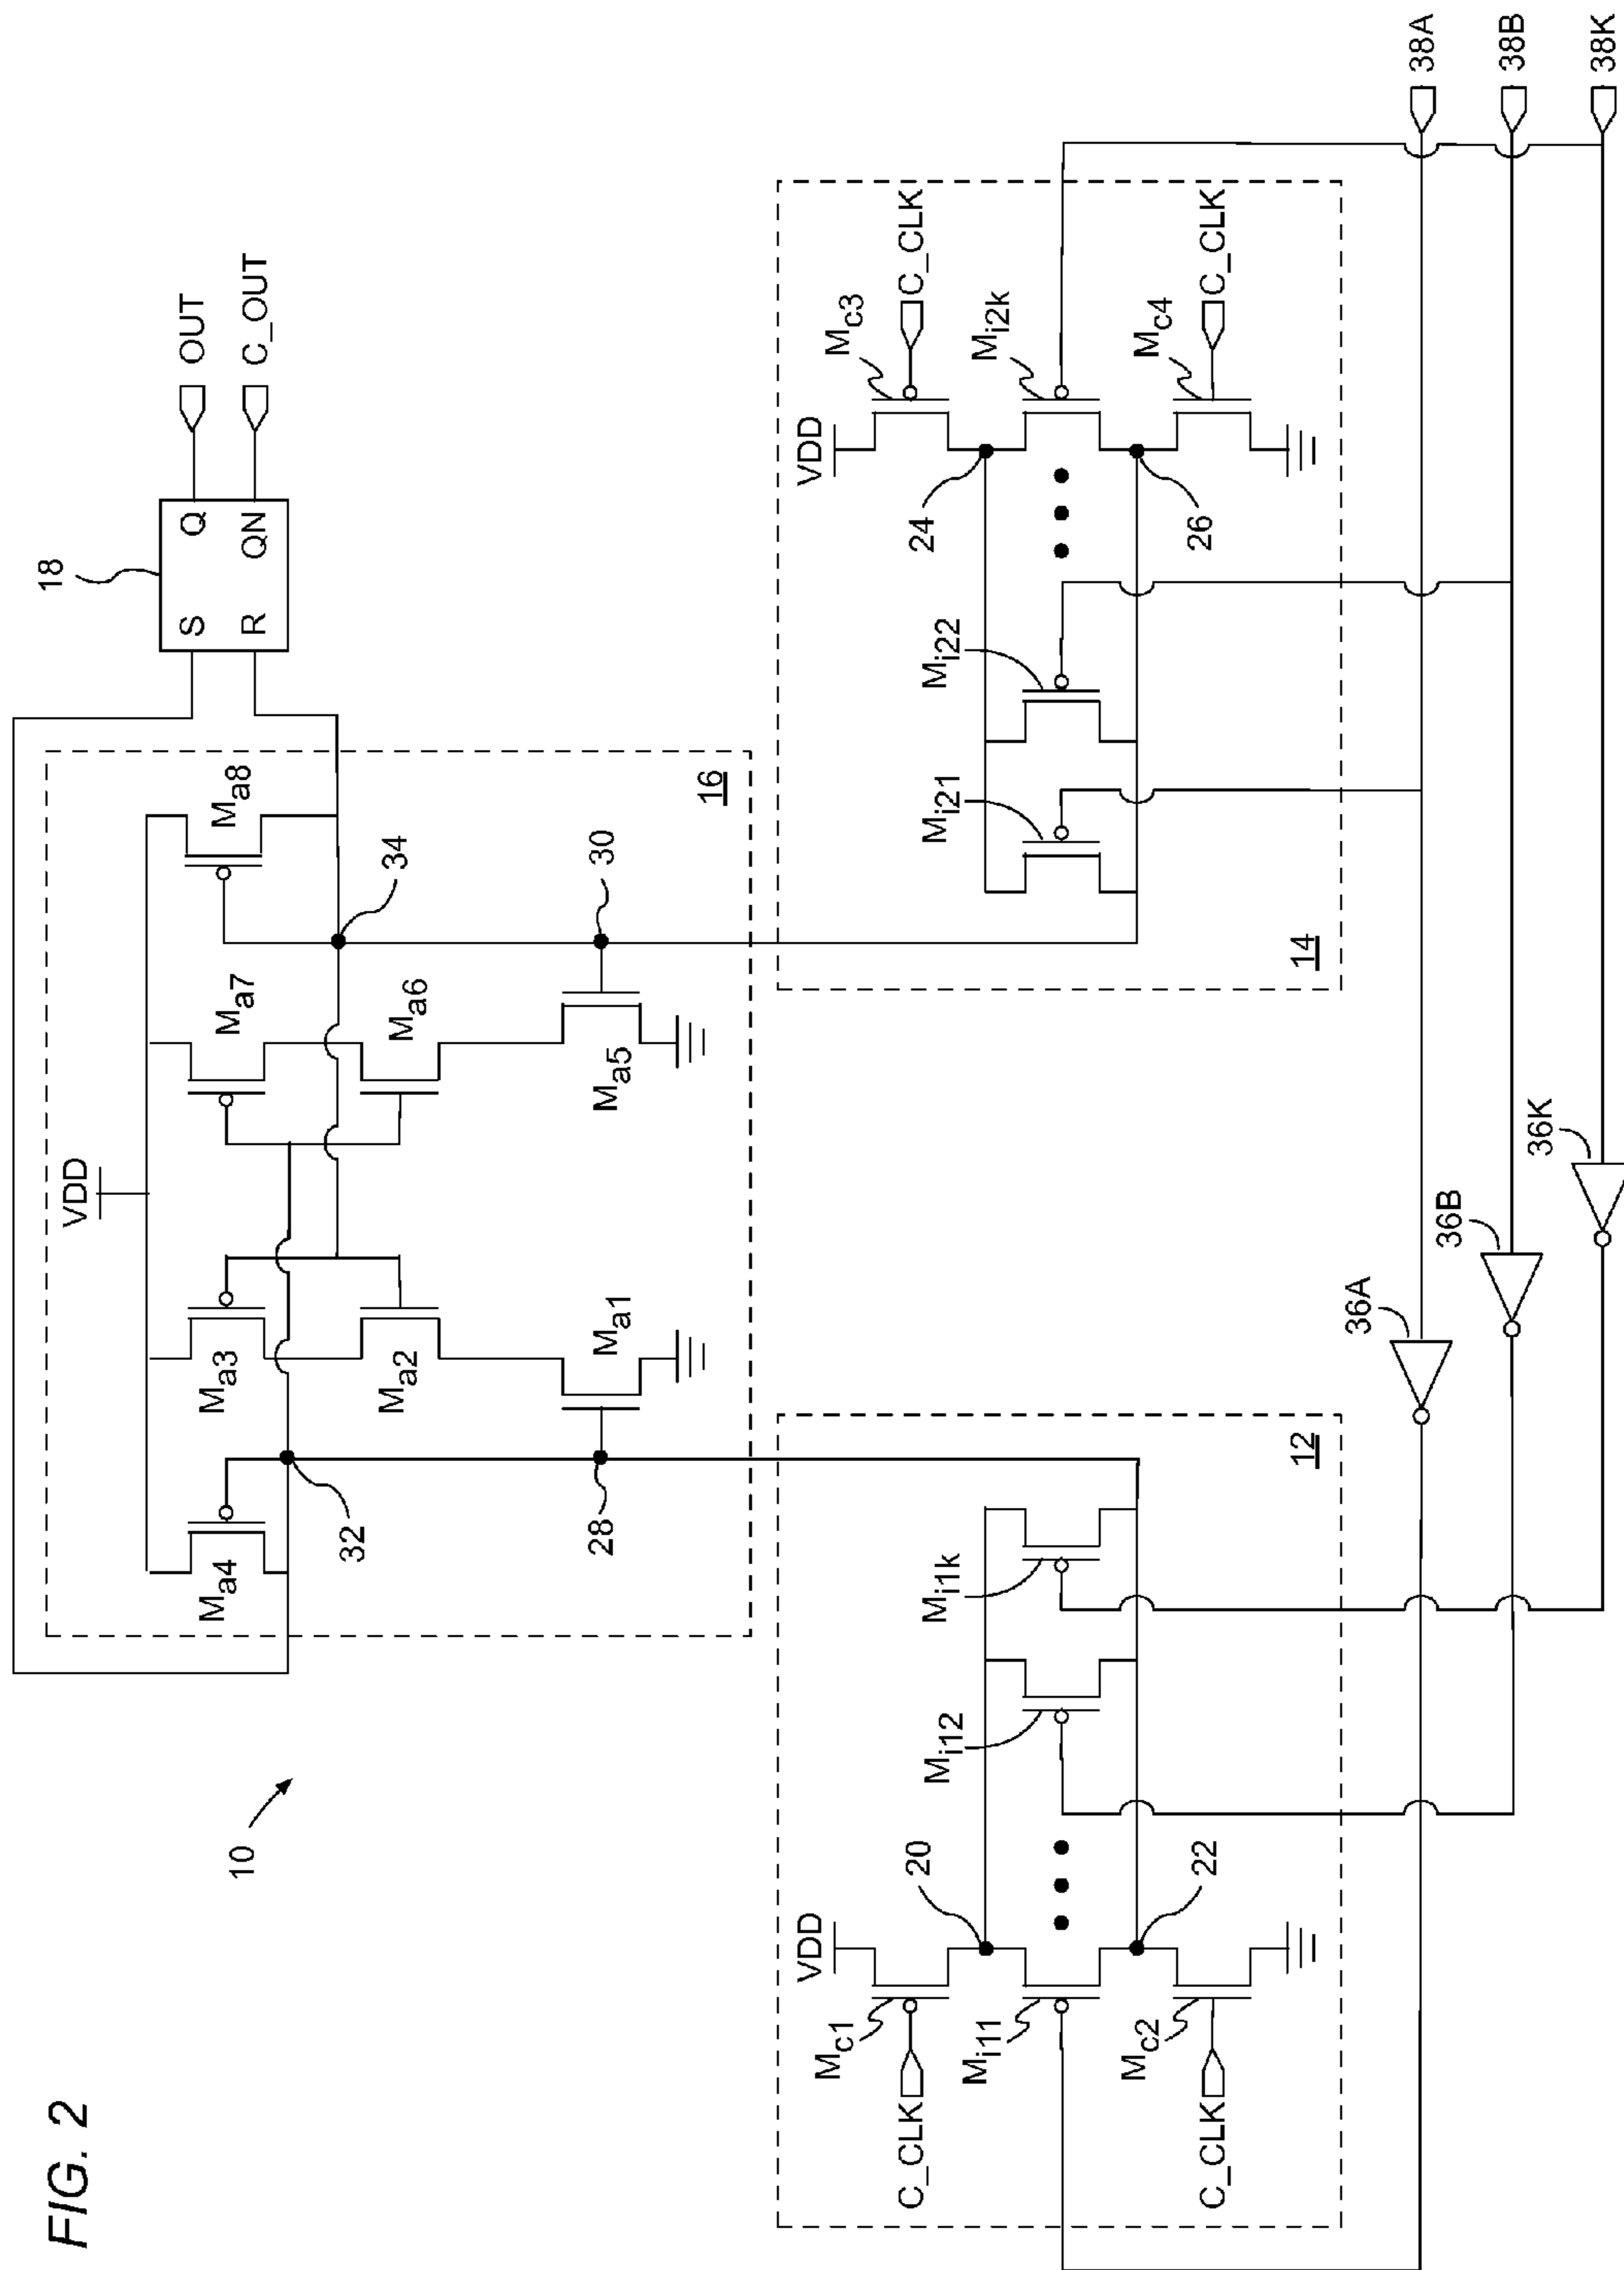 FIG. 2
10
VDD
Ma4
Ma3
Ma7
Ma8
Ma2
Ma6
Ma1
Ma5
32
34
28
30
16
18
S Q
R QN
OUT
C_OUT
VDD
20
Mc1
C_CLK
Mi11
Mi12
Mi1k
Mc2
C_CLK
22
12
VDD
24
Mc3
C_CLK
Mi21
Mi22
Mi2k
Mc4
C_CLK
26
14
36A
36B
36K
38A
38B
38K